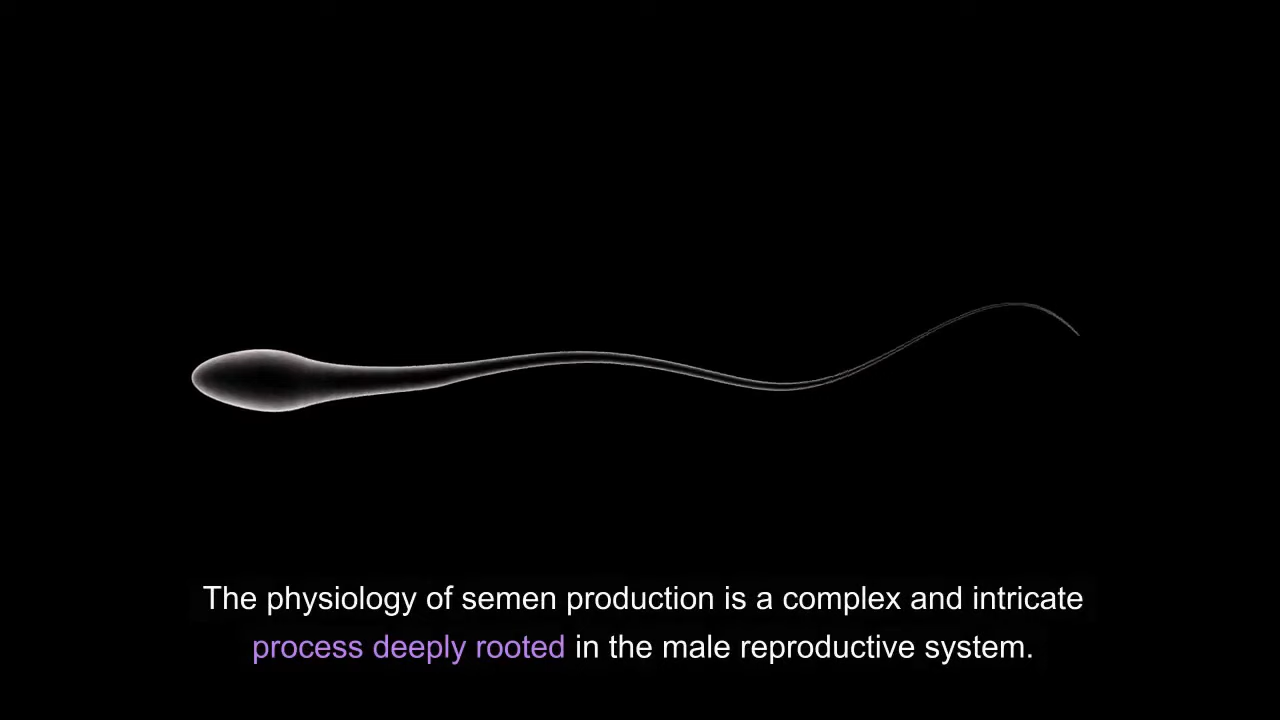 The physiology of semen production is a complex and intricate
process deeply rooted in the male reproductive system.